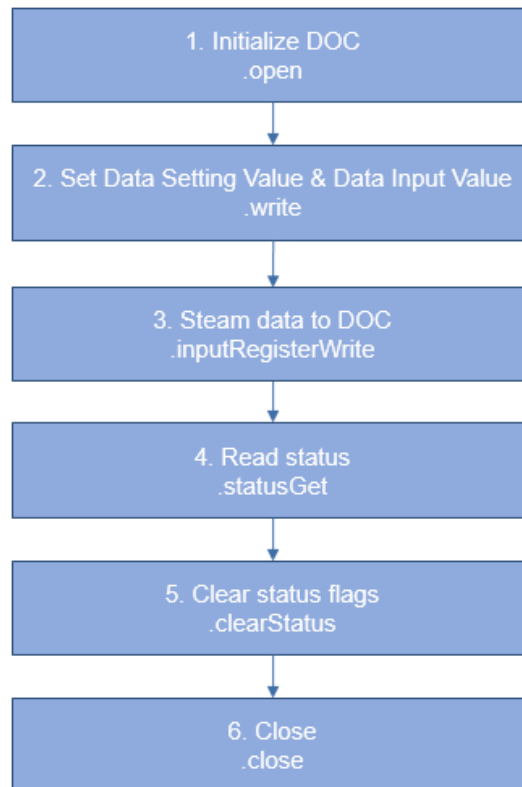 1. Initialize DOC
.open
2. Set Data Setting Value & Data Input Value
.write
3. Steam data to DOC
.inputRegisterWrite
4. Read status
.statusGet
5. Clear status flags
.clearStatus
6. Close
.close